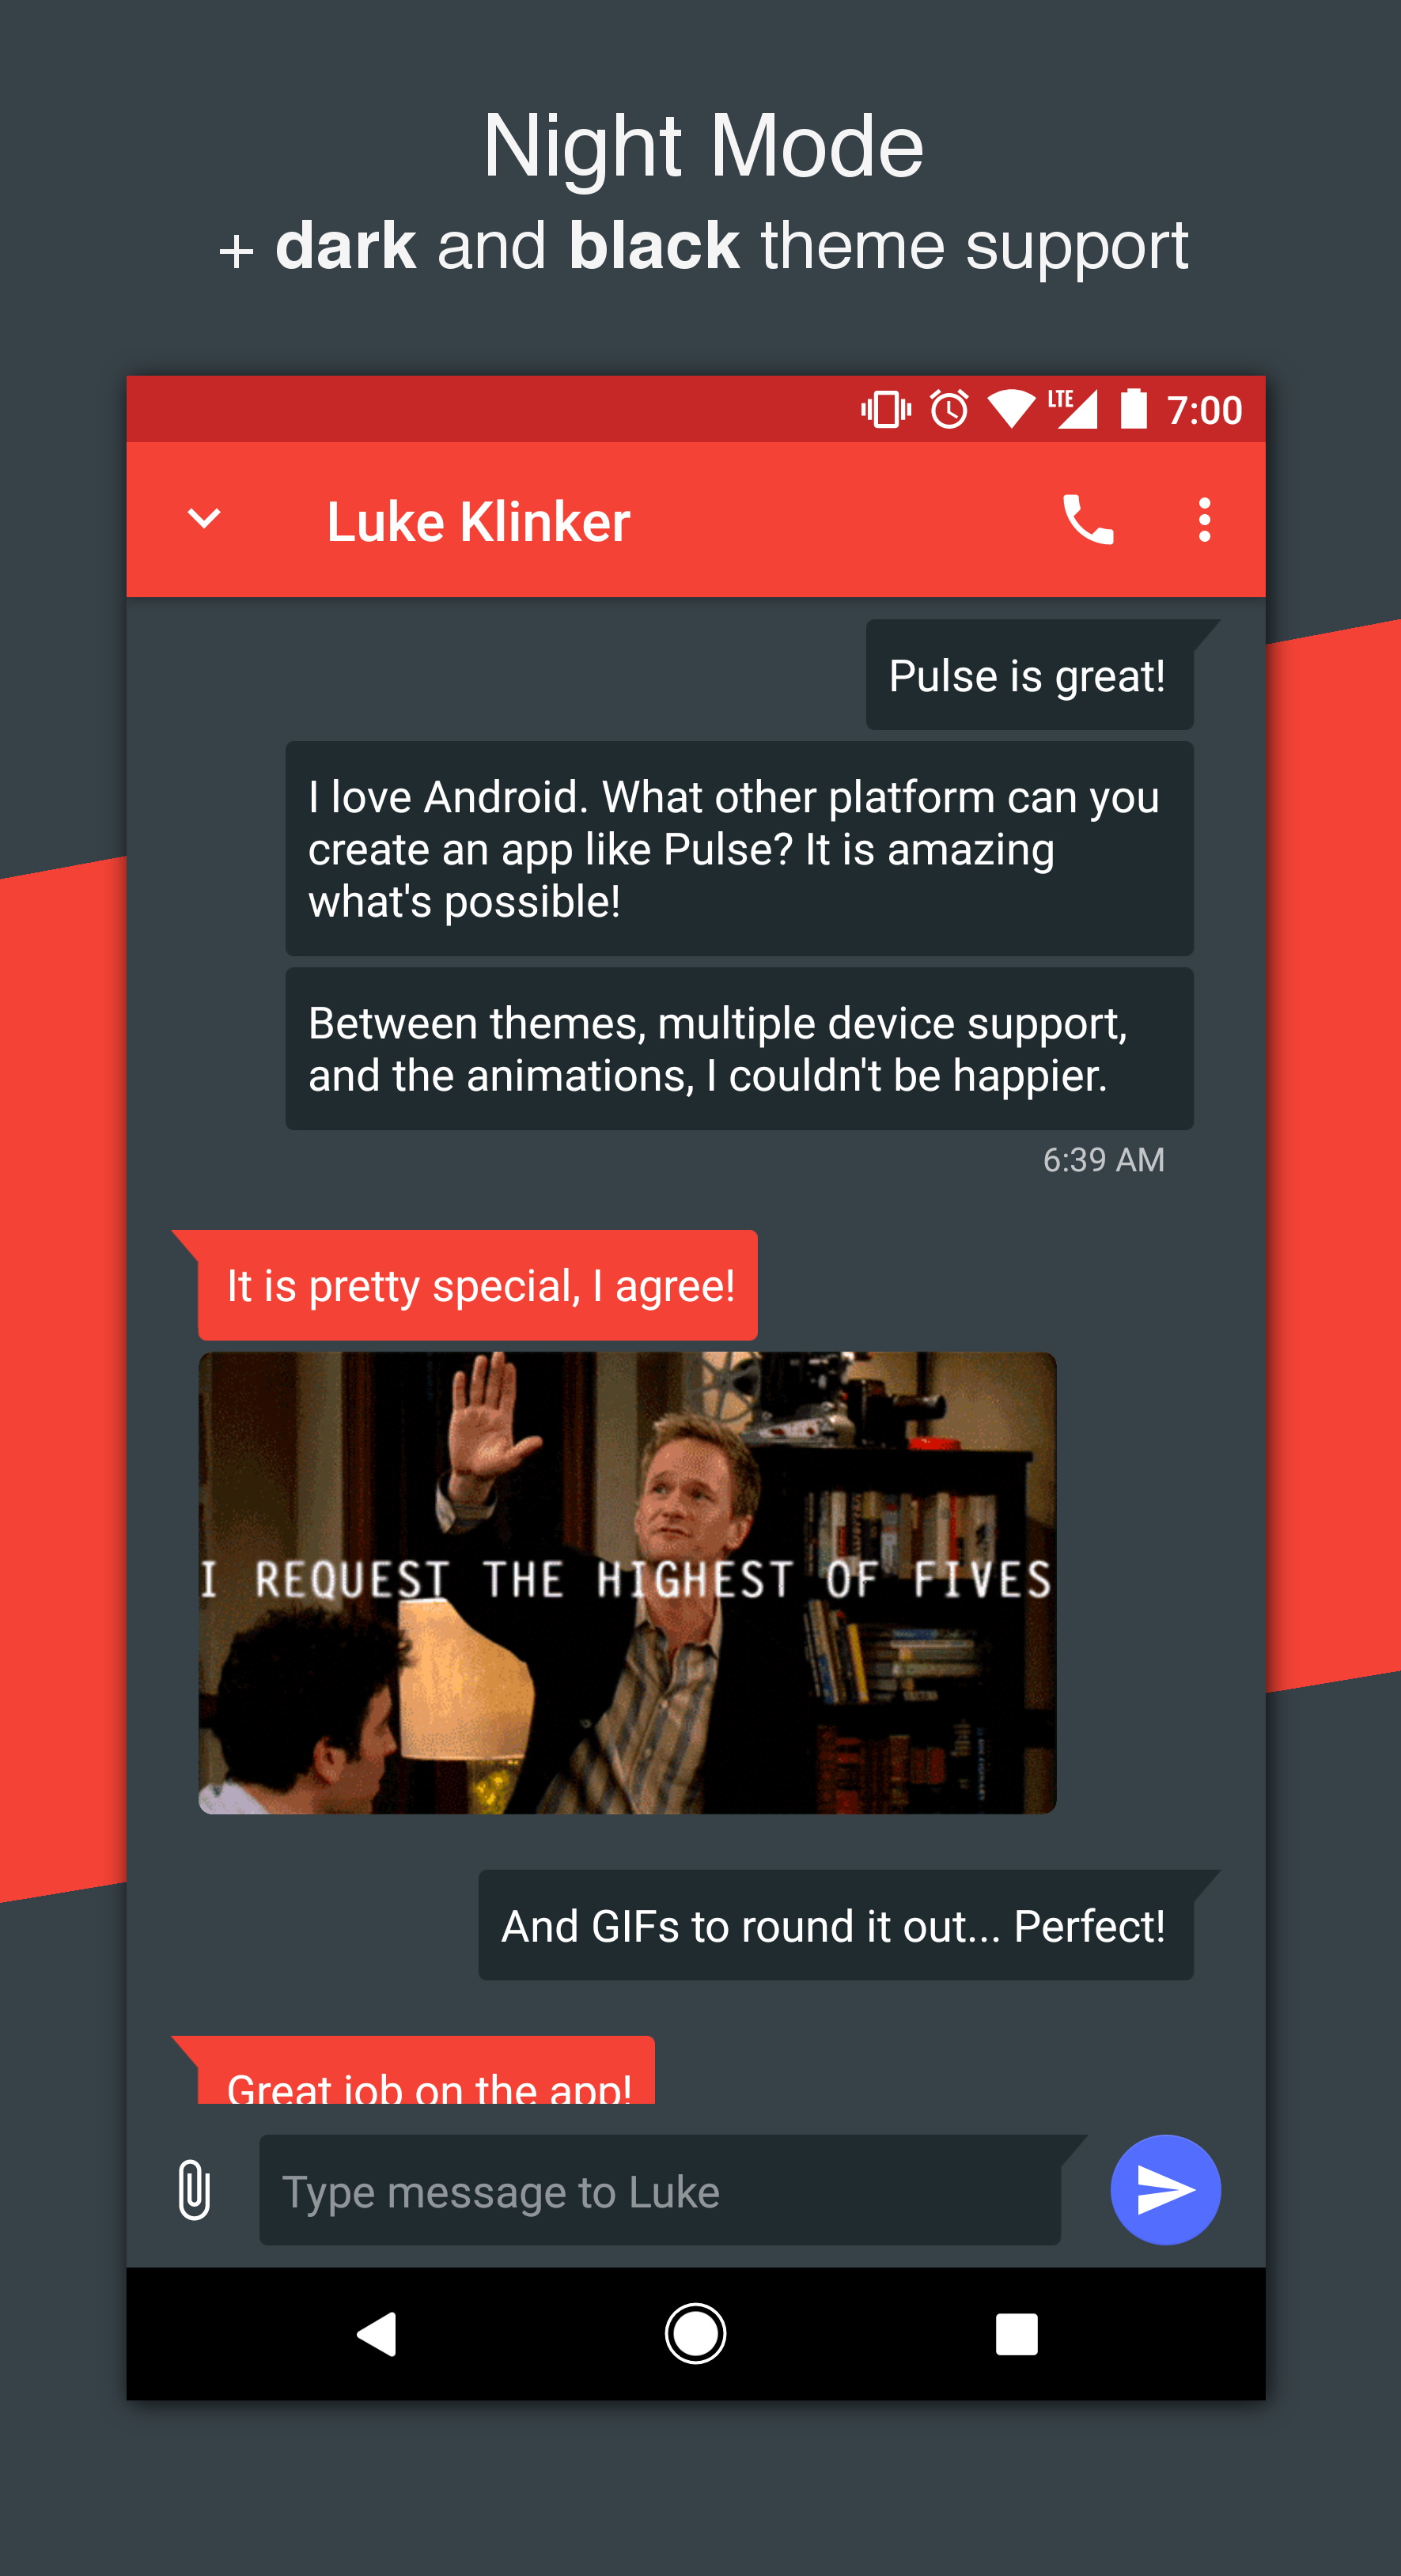 Night Mode
+ dark and black theme support
LTE 7:00
Luke Klinker
Pulse is great!
I love Android. What other platform can you
create an app like Pulse? It is amazing
what's possible!
Between themes, multiple device support,
and the animations, I couldn't be happier.
6:39 AM
It is pretty special, I agree!
I REQUEST THE HIGHEST OF FIVES
And GIFs to round it out... Perfect!
Great job on the app!
Type message to Luke